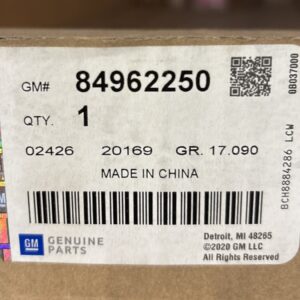 GM# 84962250
QTY. 1
02426 20169 GR. 17.090
MADE IN CHINA
GM GENUINE
PARTS
Detroit, MI 48265
©2020 GM LLC
All Rights Reserved
08037000
BCH8884286 LCW